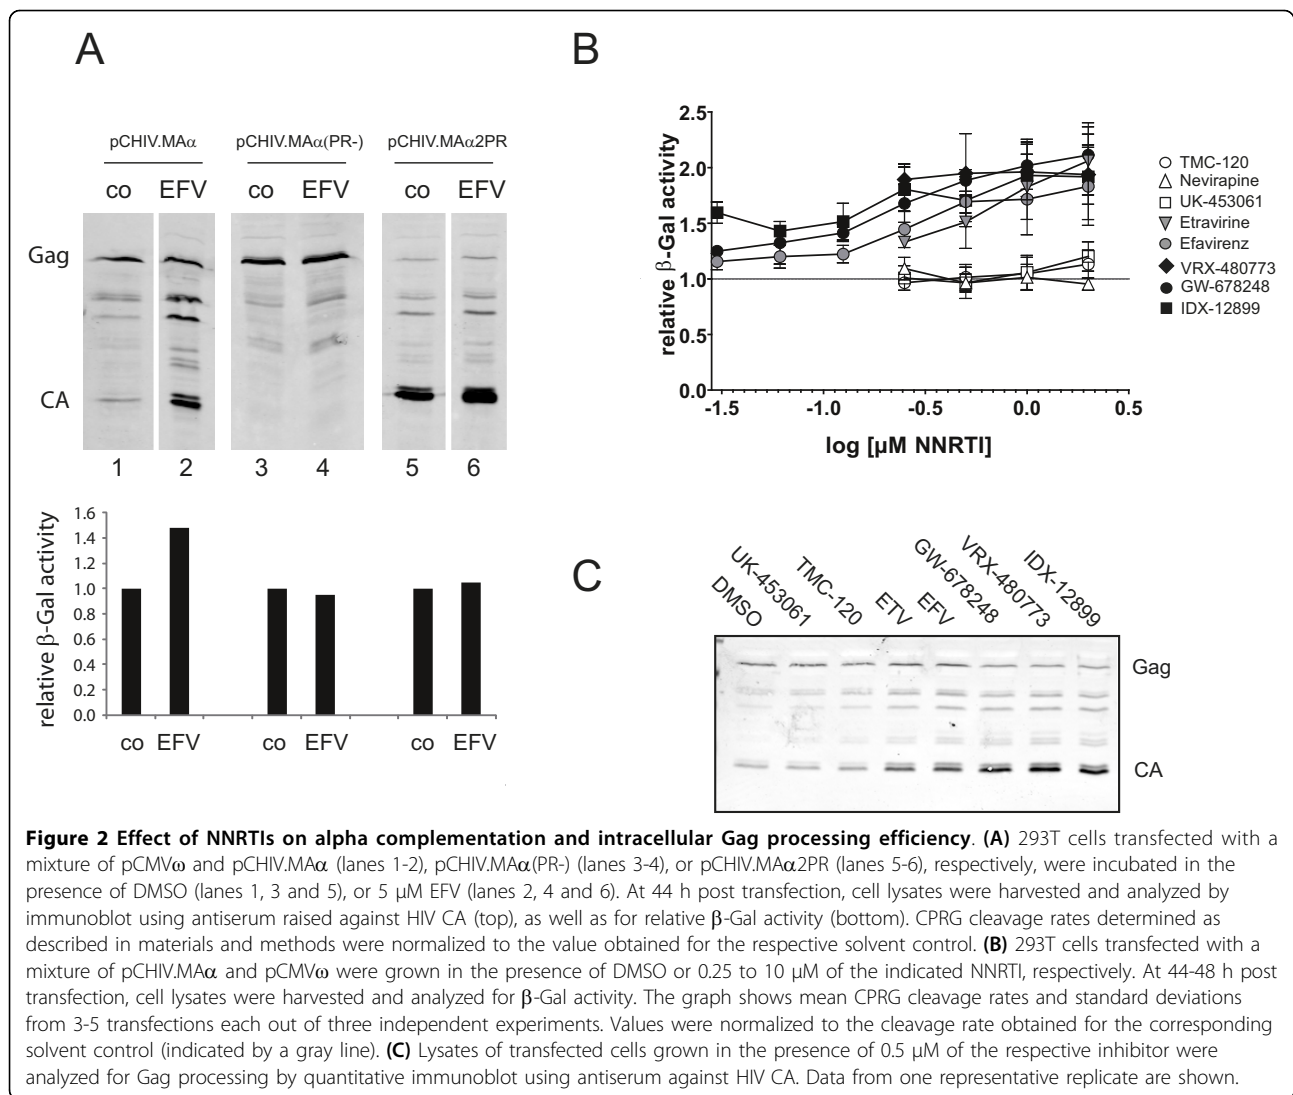 A
pCHIV.MAα pCHIV.MAα(PR-) pCHIV.MAα2PR
co EFV co EFV co EFV
Gag
CA
1 2 3 4 5 6
relative β-Gal activity
1.6
1.4
1.2
1.0
0.8
0.6
0.4
0.2
0.0
co EFV co EFV co EFV
B
relative β-Gal activity
2.5
2.0
1.5
1.0
0.5
0.0
-1.5 -1.0 -0.5 0.0 0.5
log [µM NNRTI]
TMC-120
Nevirapine
UK-453061
Etravirine
Efavirenz
VRX-480773
GW-678248
IDX-12899
C
DMSO UK-453061 TMC-120 ETV EFV GW-678248 VRX-480773 IDX-12899
Gag
CA
Figure 2 Effect of NNRTIs on alpha complementation and intracellular Gag processing efficiency. (A) 293T cells transfected with a
mixture of pCMVω and pCHIV.MAα (lanes 1-2), pCHIV.MAα(PR-) (lanes 3-4), or pCHIV.MAα2PR (lanes 5-6), respectively, were incubated in the
presence of DMSO (lanes 1, 3 and 5), or 5 μM EFV (lanes 2, 4 and 6). At 44 h post transfection, cell lysates were harvested and analyzed by
immunoblot using antiserum raised against HIV CA (top), as well as for relative β-Gal activity (bottom). CPRG cleavage rates determined as
described in materials and methods were normalized to the value obtained for the respective solvent control. (B) 293T cells transfected with a
mixture of pCHIV.MAα and pCMVω were grown in the presence of DMSO or 0.25 to 10 μM of the indicated NNRTI, respectively. At 44-48 h post
transfection, cell lysates were harvested and analyzed for β-Gal activity. The graph shows mean CPRG cleavage rates and standard deviations
from 3-5 transfections each out of three independent experiments. Values were normalized to the cleavage rate obtained for the corresponding
solvent control (indicated by a gray line). (C) Lysates of transfected cells grown in the presence of 0.5 μM of the respective inhibitor were
analyzed for Gag processing by quantitative immunoblot using antiserum against HIV CA. Data from one representative replicate are shown.